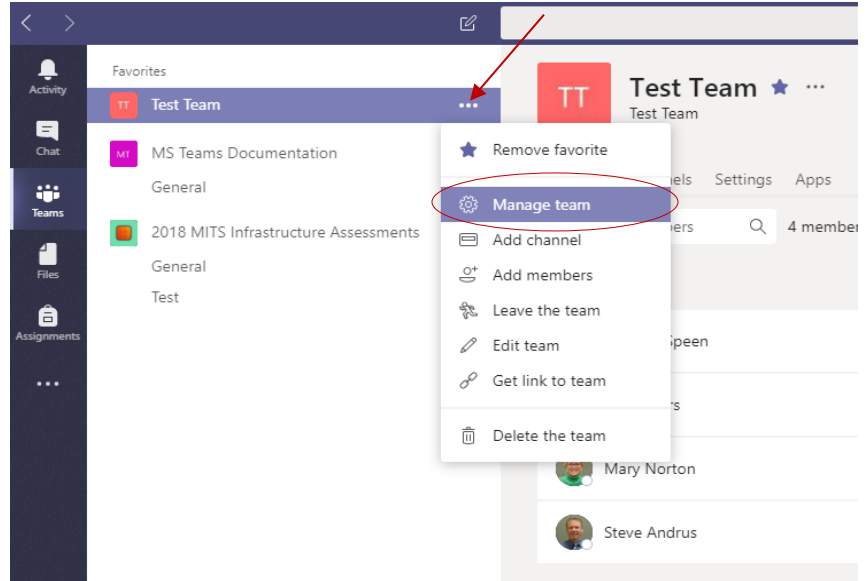 Activity
Chat
Teams
Files
Assignments
Favorites
TT Test Team
MT MS Teams Documentation
General
2018 MITS Infrastructure Assessments
General
Test
Remove favorite
Manage team
Add channel
Add members
Leave the team
Edit team
Get link to team
Delete the team
TT
Test Team
Test Team
Settings Apps
4 member
Speen
Mary Norton
Steve Andrus